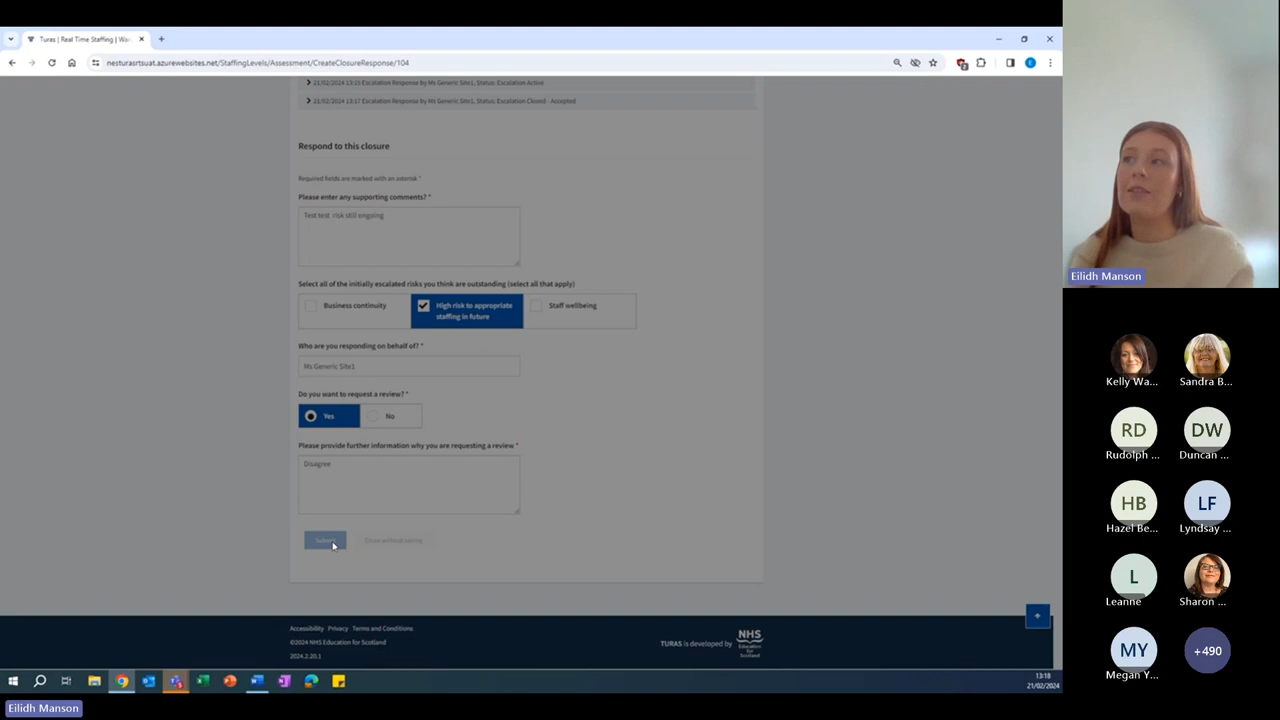 Turas | Real Time Staffing | Wa
nesturasrtsuat.azurewebsites.net/StaffingLevels/Assessment/CreateClosureResponse/104
21/02/2024 13:10 Escalation Response by Ms Generic Site1, Status: Escalation Active
21/02/2024 13:17 Escalation Response by Ms Generic Site1, Status: Escalation Closed - Accepted
Respond to this closure
Required fields are marked with an asterisk *
Please enter any supporting comments? *
Test test risk still ongoing
Select all of the initially escalated risks you think are outstanding (select all that apply)
Business continuity
High risk to appropriate
staffing in future
Staff wellbeing
Who are you responding on behalf of? *
Ms Generic Site1
Do you want to request a review? *
Yes
No
Please provide further information why you are requesting a review *
Disagree
Submit
Close without saving
Accessibility Privacy Terms and Conditions
©2024 NHS Education for Scotland
2024.2.20.1
TURAS is developed by
NHS
Education
for
Scotland
13:18
21/02/2024
Eilidh Manson
Kelly Wa...
Sandra B...
RD
Rudolph ...
DW
Duncan ...
HB
Hazel Be...
LF
Lyndsay ...
L
Leanne
Sharon ...
MY
Megan Y...
+490
Eilidh Manson